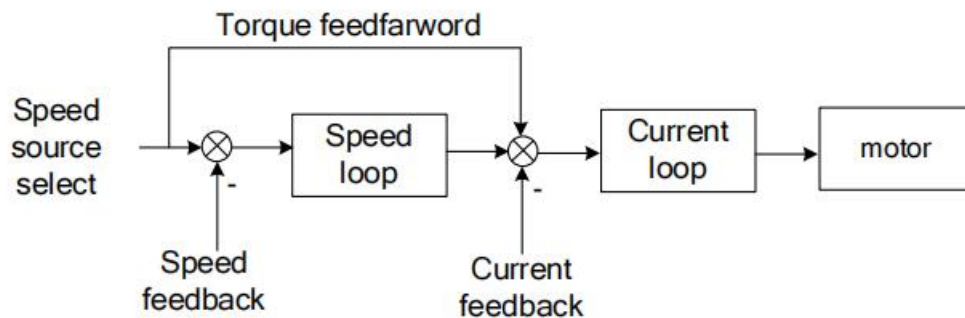 Torque feedfarword
Speed
source
select
Speed
loop
Current
loop
motor
-
-
Speed
feedback
Current
feedback